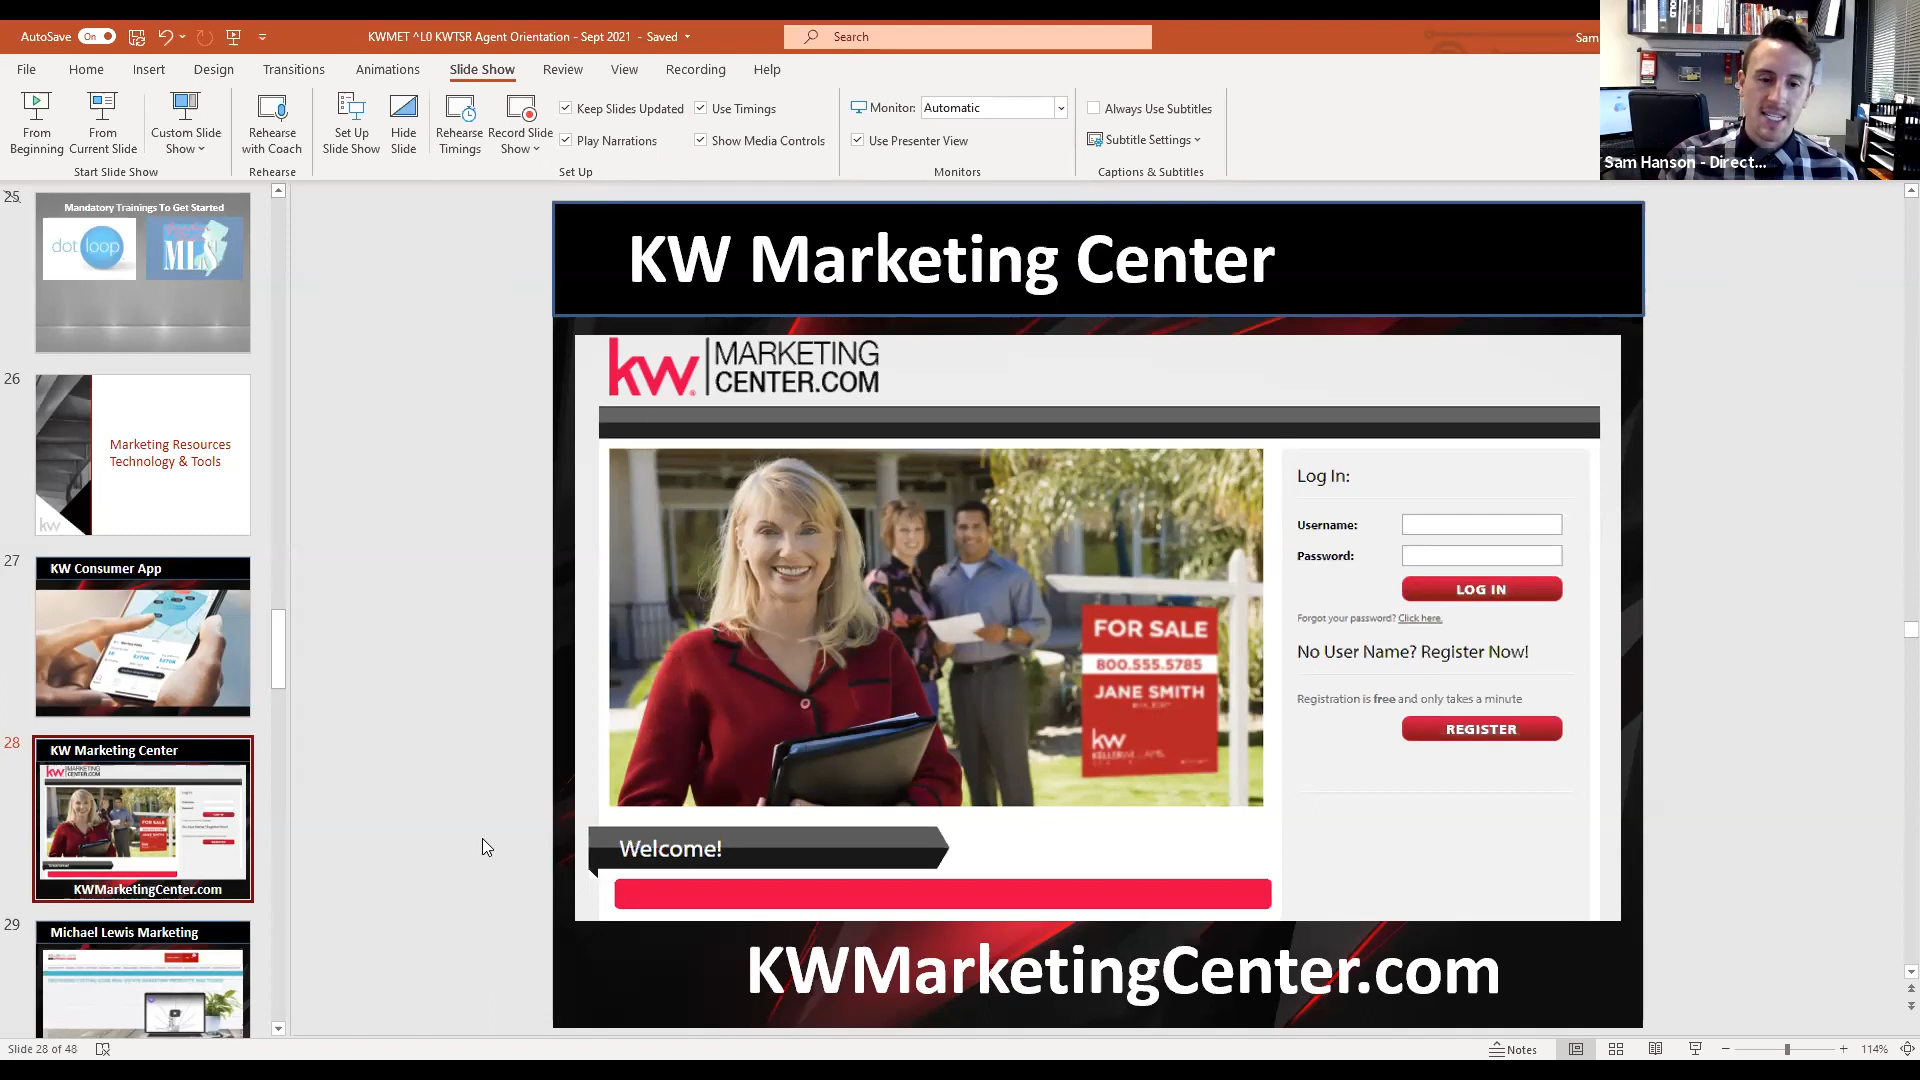 AutoSave On
KWMET ^L0 KWTSR Agent Orientation - Sept 2021 - Saved
Search
Sam
File Home Insert Design Transitions Animations Slide Show Review View Recording Help
From Beginning
From Current Slide
Custom Slide Show
Start Slide Show
Rehearse with Coach
Rehearse
Set Up Slide Show
Hide Slide
Rehearse Timings
Record Slide Show
Keep Slides Updated
Play Narrations
Use Timings
Show Media Controls
Set Up
Monitor: Automatic
Use Presenter View
Monitors
Always Use Subtitles
Subtitle Settings
Captions & Subtitles
Sam Hanson - Direct...
25
Mandatory Trainings To Get Started
dotloop
MLS
26
Marketing Resources
Technology & Tools
kw
27
KW Consumer App
28
KW Marketing Center
KWMarketingCenter.com
29
Michael Lewis Marketing
KW Marketing Center
kw MARKETING
CENTER.COM
FOR SALE
800.555.5785
JANE SMITH
kw
Welcome!
Log In:
Username:
Password:
LOG IN
Forgot your password? Click here.
No User Name? Register Now!
Registration is free and only takes a minute
REGISTER
KWMarketingCenter.com
Slide 28 of 48
Notes
114%